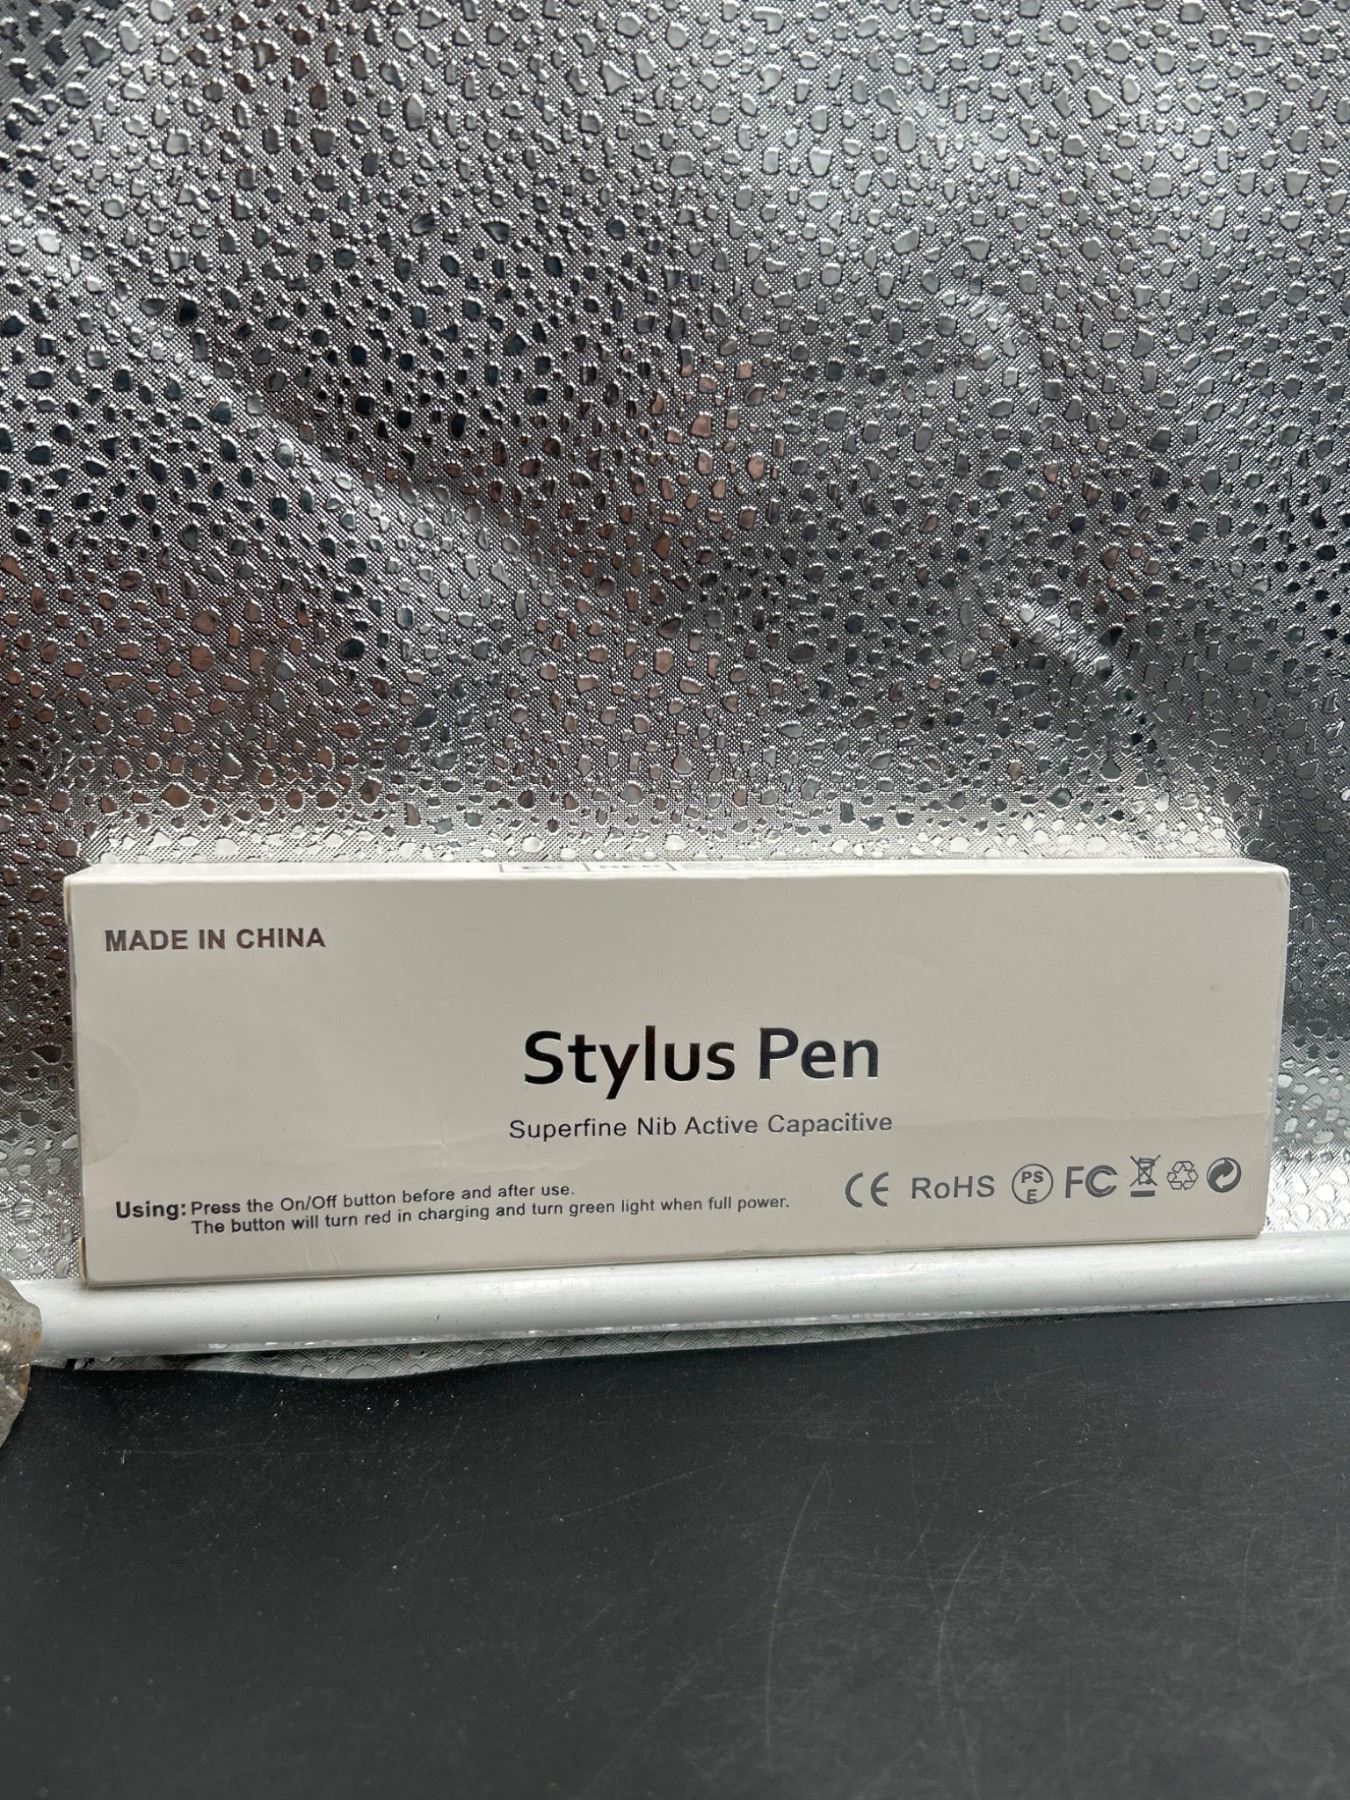 MADE IN CHINA
Stylus Pen
Superfine Nib Active Capacitive
Using: Press the On/Off button before and after use.
The button will turn red in charging and turn green light when full power.
CE RoHS PS E FC